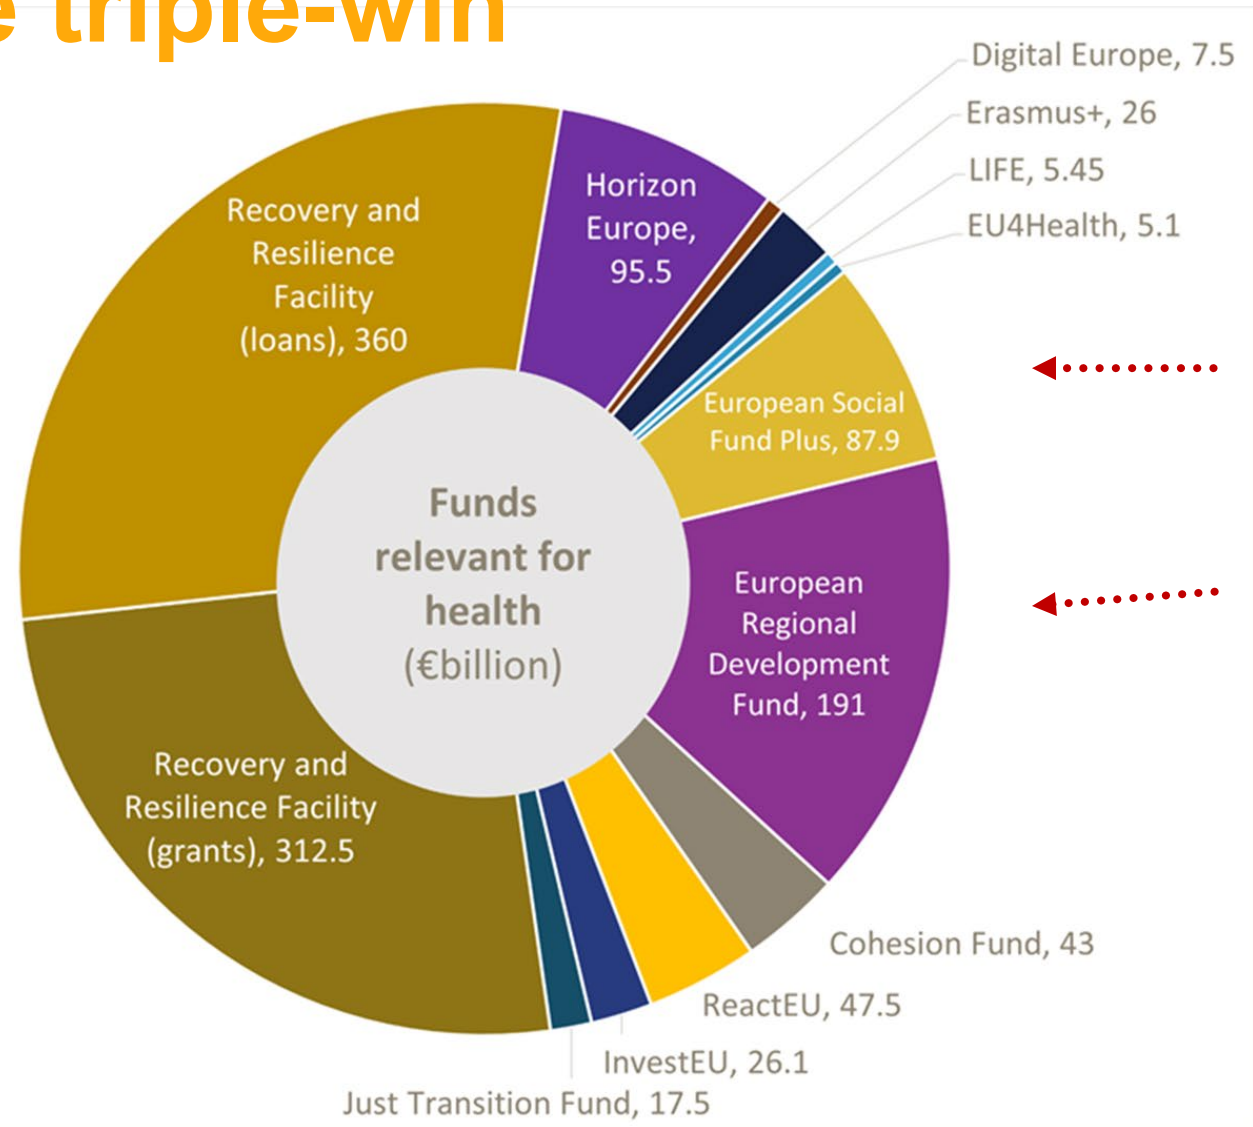 e triple-win
Digital Europe, 7.5
Erasmus+, 26
LIFE, 5.45
EU4Health, 5.1
Horizon
Europe,
95.5
Recovery and
Resilience
Facility
(loans), 360
European Social
Fund Plus, 87.9
Funds
relevant for
health
(€billion)
European
Regional
Development
Fund, 191
Recovery and
Resilience Facility
(grants), 312.5
Cohesion Fund, 43
ReactEU, 47.5
InvestEU, 26.1
Just Transition Fund, 17.5